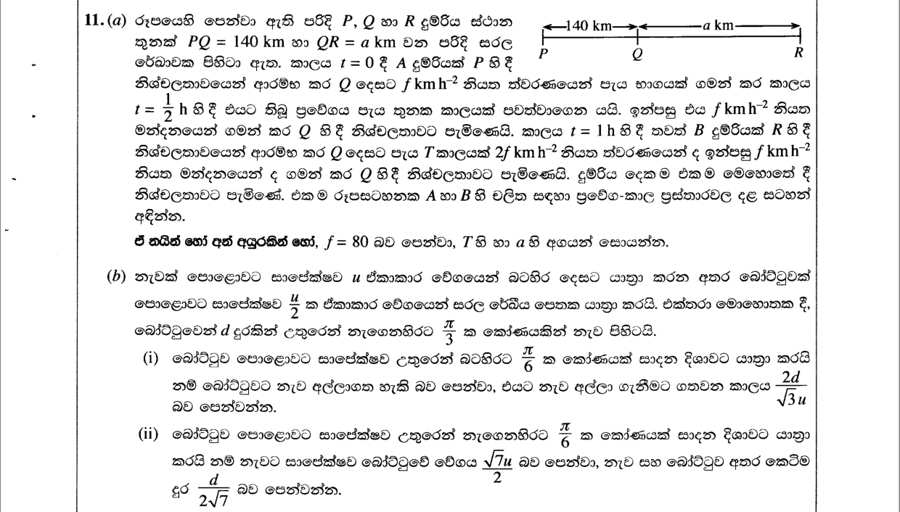 11. (a) රූපයෙහි පෙන්වා ඇති පරිදි P, Q හා R දුම්රිය ස්ථාන
තුනක් PQ = 140 km හා QR = a km වන පරිදි සරල
රේඛාවක පිහිටා ඇත. කාලය t = 0 දී A දුම්රියක් P හි දී
140 km
a km
P
Q
R
නිශ්චලතාවයෙන් ආරම්භ කර Q දෙසට f km h⁻² නියත ත්වරණයෙන් පැය භාගයක් ගමන් කර කාලය
t = 1/2 h හි දී එයට තිබූ ප්‍රවේගය පැය තුනක කාලයක් පවත්වාගෙන යයි. ඉන්පසු එය f km h⁻² නියත
මන්දනයෙන් ගමන් කර Q හි දී නිශ්චලතාවට පැමිණෙයි. කාලය t = 1 h හි දී තවත් B දුම්රියක් R හි දී
නිශ්චලතාවයෙන් ආරම්භ කර Q දෙසට පැය T කාලයක් 2f km h⁻² නියත ත්වරණයෙන් ද ඉන්පසු f km h⁻²
නියත මන්දනයෙන් ද ගමන් කර Q හි දී නිශ්චලතාවට පැමිණෙයි. දුම්රිය දෙක ම එක ම මොහොතේ දී
නිශ්චලතාවට පැමිණේ. එක ම රූපසටහනක A හා B හි චලිත සඳහා ප්‍රවේග-කාල ප්‍රස්තාරවල දළ සටහන්
අඳින්න.
ඒ නයින් හෝ අන් අයුරකින් හෝ, f = 80 බව පෙන්වා, T හි හා a හි අගයන් සොයන්න.
(b) නැවක් පොළොවට සාපේක්ෂව u ඒකාකාර වේගයෙන් බටහිර දෙසට යාත්‍රා කරන අතර බෝට්ටුවක්
පොළොවට සාපේක්ෂව u/2 ක ඒකාකාර වේගයෙන් සරල රේඛීය පෙතක යාත්‍රා කරයි. එක්තරා මොහොතක දී,
බෝට්ටුවෙන් d දුරකින් උතුරෙන් නැගෙනහිරට π/3 ක කෝණයකින් නැව පිහිටයි.
(i) බෝට්ටුව පොළොවට සාපේක්ෂව උතුරෙන් බටහිරට π/6 ක කෝණයක් සාදන දිශාවට යාත්‍රා කරයි
නම් බෝට්ටුවට නැව අල්ලාගත හැකි බව පෙන්වා, එයට නැව අල්ලා ගැනීමට ගතවන කාලය 2d/√3u
බව පෙන්වන්න.
(ii) බෝට්ටුව පොළොවට සාපේක්ෂව උතුරෙන් නැගෙනහිරට π/6 ක කෝණයක් සාදන දිශාවට යාත්‍රා
කරයි නම් නැවට සාපේක්ෂව බෝට්ටුවේ වේගය √7u/2 බව පෙන්වා, නැව සහ බෝට්ටුව අතර කෙටිම
දුර d/2√7 බව පෙන්වන්න.